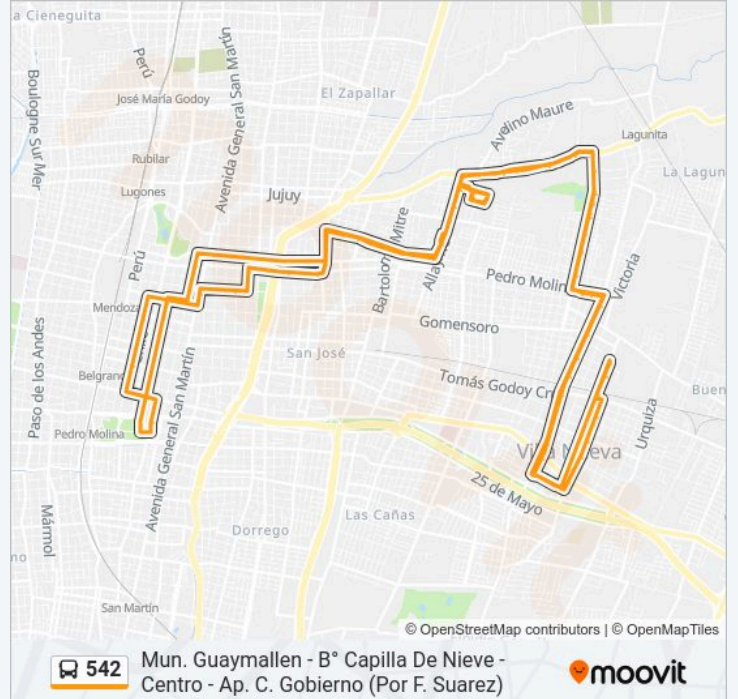 a Cieneguita
Perú
Boulogne Sur Mer
José María Godoy
Avenida General San Martín
El Zapallar
Avelino Maure
Lagunita
Rubilar
La Lagun
Lugones
Jujuy
Perú
Bartolomé Mitre
Allay
Victoria
Pedro Molin
Mendoza
Gomensoro
San José
Paso de los Andes
Belgrano
Avenida General San Martín
Tomás Godoy Cr
Buen
Urquiza
Pedro Molina
Villa Nueva
25 de Mayo
Mármol
Las Cañas
Dorrego
no
San Martín
© OpenStreetMap contributors | © OpenMapTiles
542
Mun. Guaymallen - B° Capilla De Nieve -
Centro - Ap. C. Gobierno (Por F. Suarez)
moovit